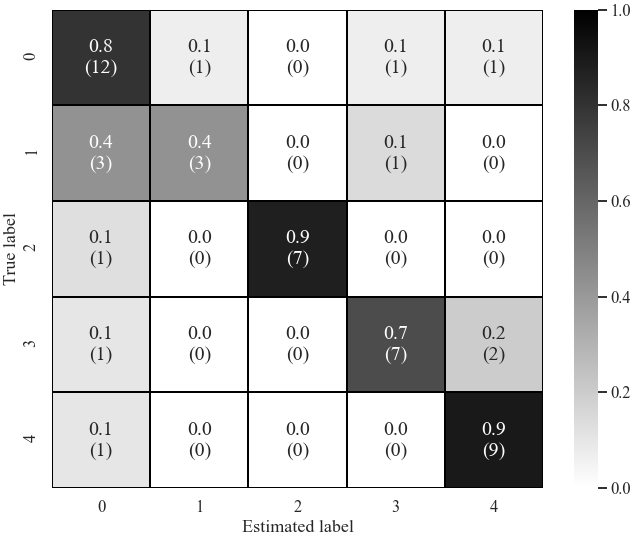 0.8 0.1 0.0 0.1 0.1
(12) (1) (0) (1) (1)
0.4 0.4 0.0 0.1 0.0
(3) (3) (0) (1) (0)
0.1 0.0 0.9 0.0 0.0
(1) (0) (7) (0) (0)
0.1 0.0 0.0 0.7 0.2
(1) (0) (0) (7) (2)
0.1 0.0 0.0 0.0 0.9
(1) (0) (0) (0) (9)
0 1 2 3 4
Estimated label
True label
0
1
2
3
4
1.0
0.8
0.6
0.4
0.2
0.0